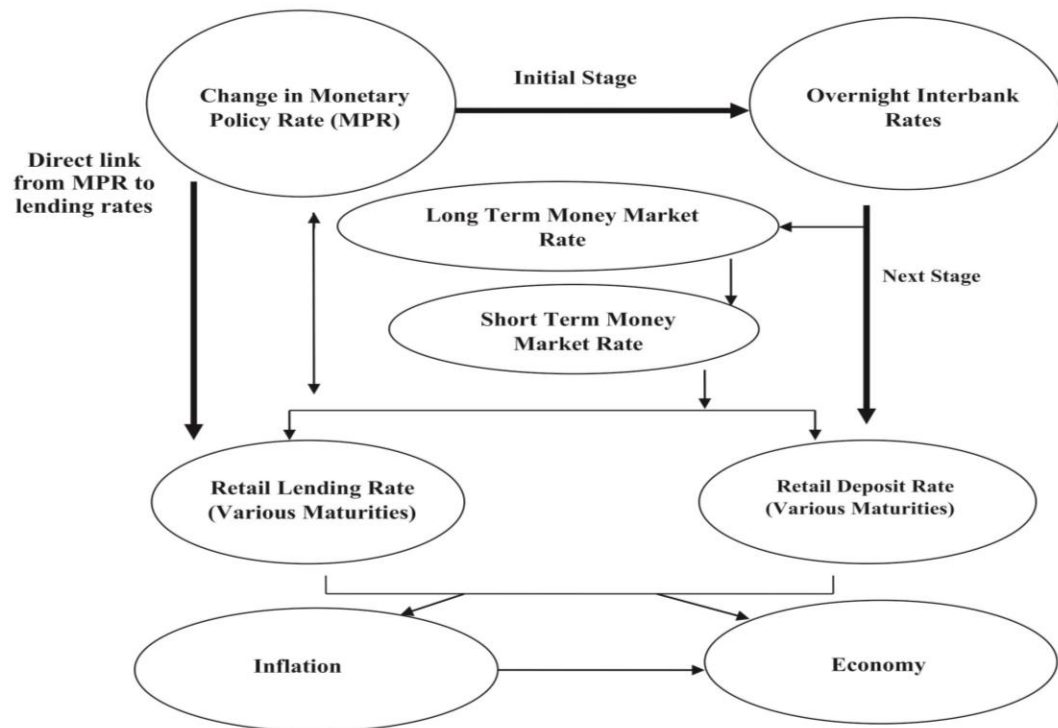 Change in Monetary
Policy Rate (MPR)
Initial Stage
Overnight Interbank
Rates
Direct link
from MPR to
lending rates
Long Term Money Market
Rate
Next Stage
Short Term Money
Market Rate
Retail Lending Rate
(Various Maturities)
Retail Deposit Rate
(Various Maturities)
Inflation
Economy